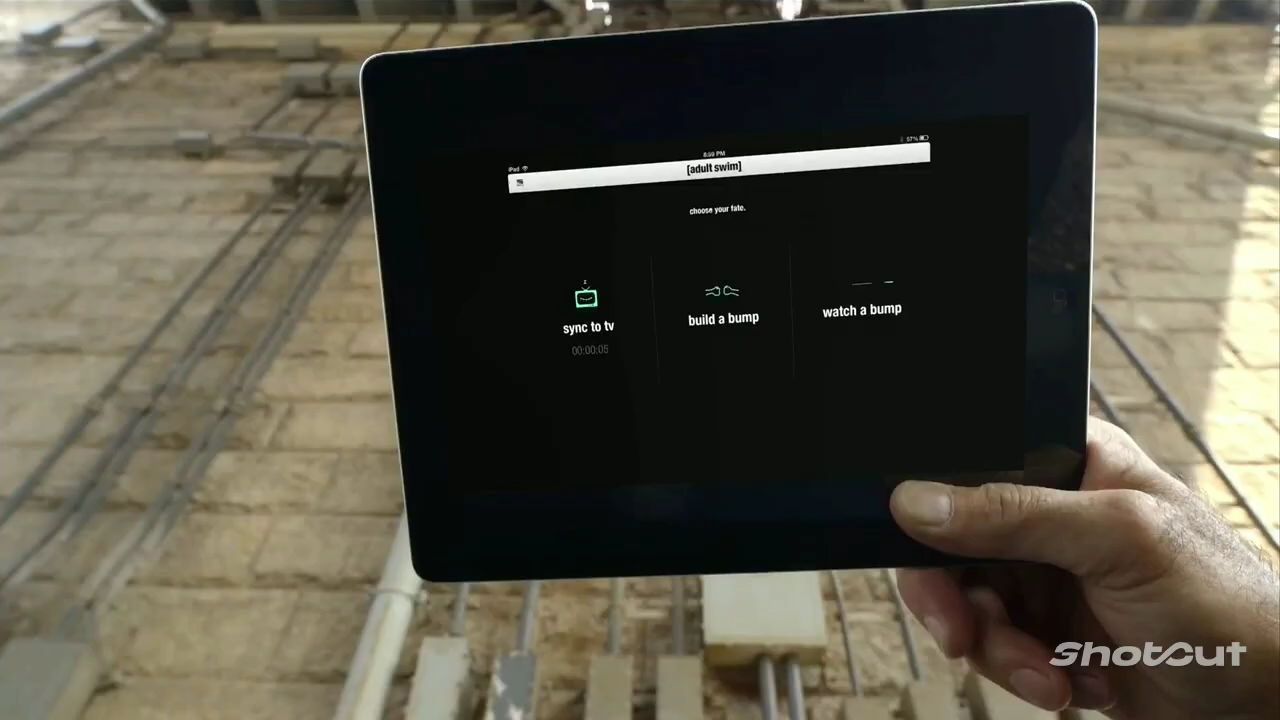 iPad
8:59 PM
57%
[adult swim]
choose your fate.
z
sync to tv
build a bump
watch a bump
00:00:05
ShotCut